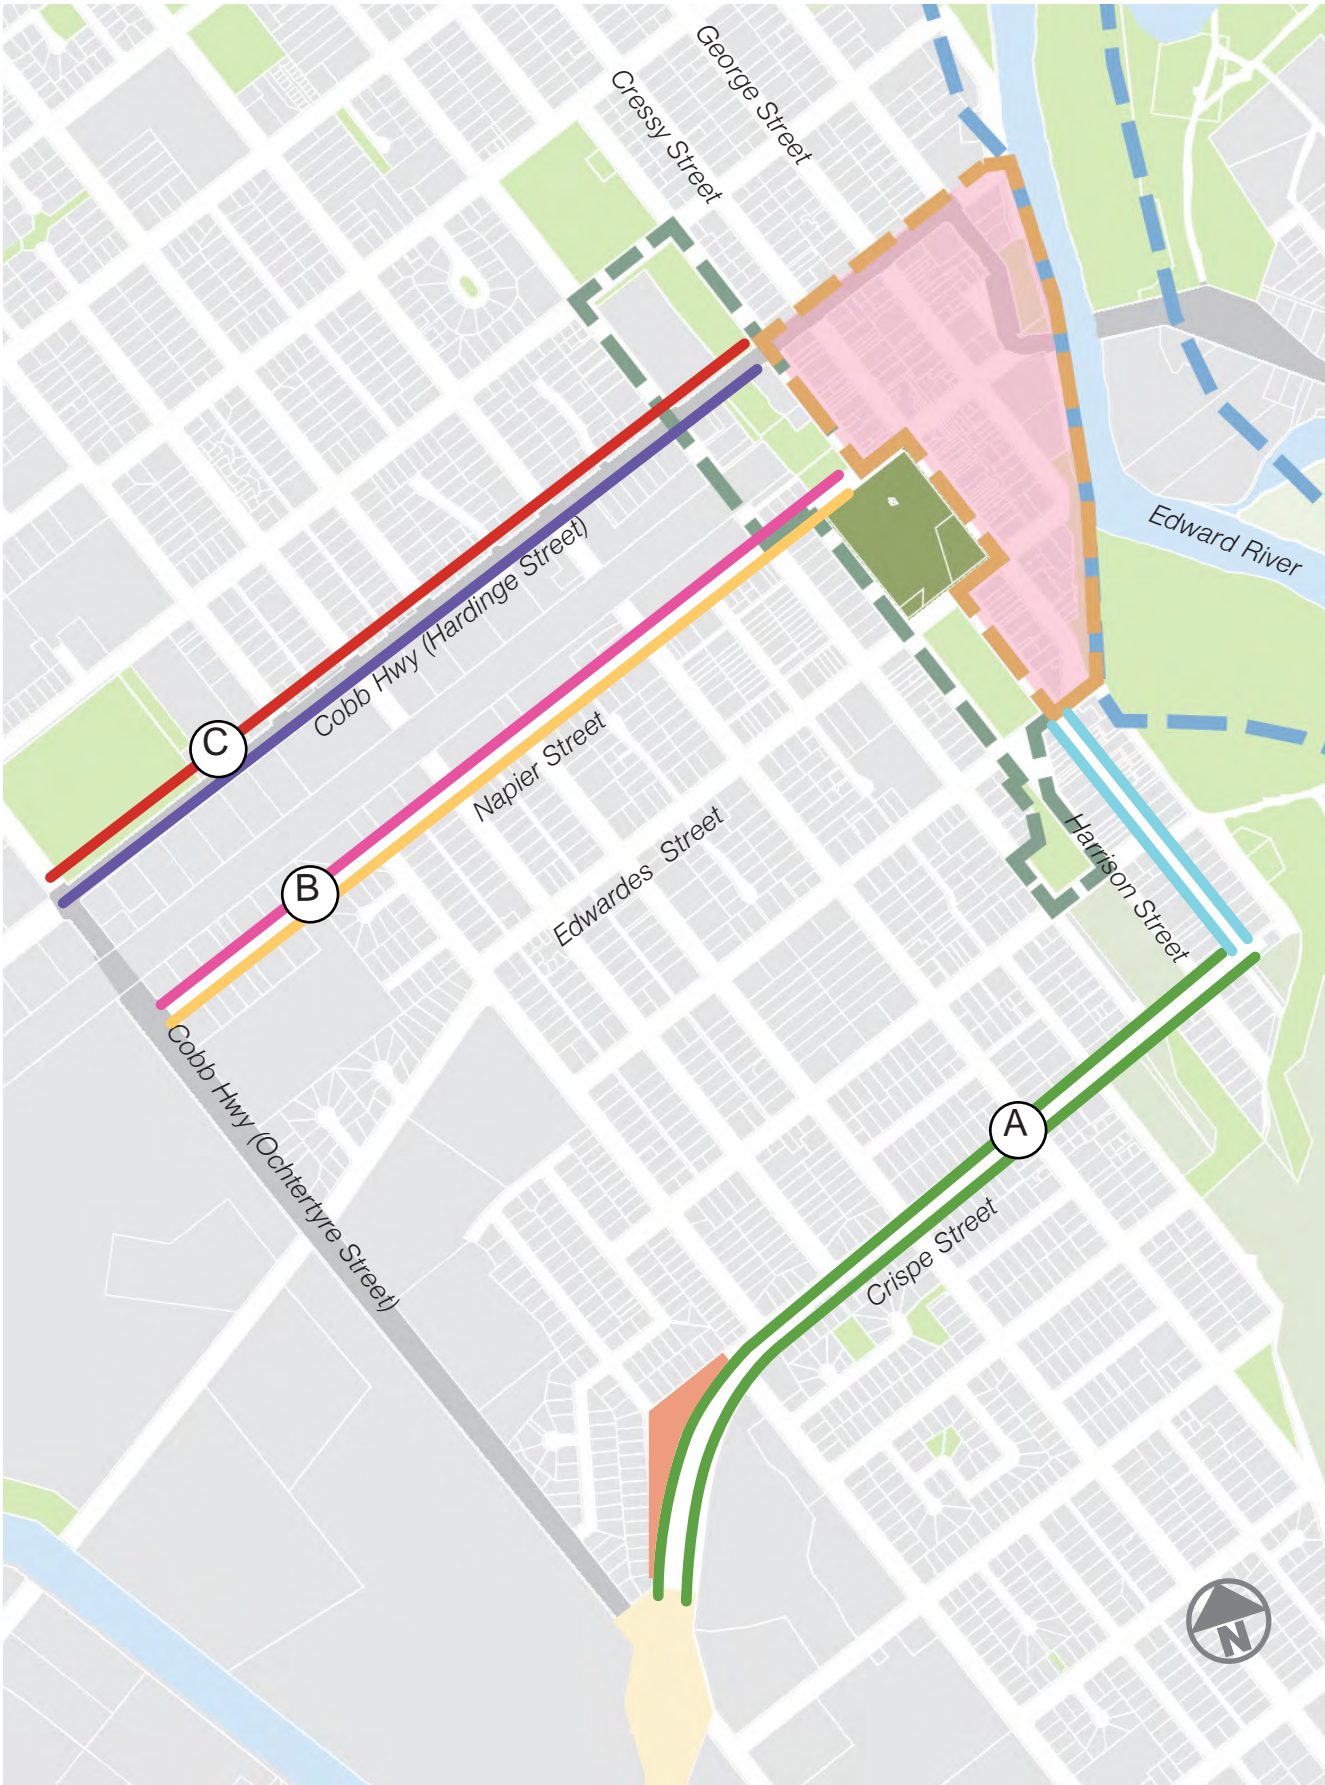 George Street
Cressy Street
Edward River
Cobb Hwy (Hardinge Street)
C
Napier Street
B
Edwardes Street
Harrison Street
Cobb Hwy (Ochtertyre Street)
A
Crispe Street
N